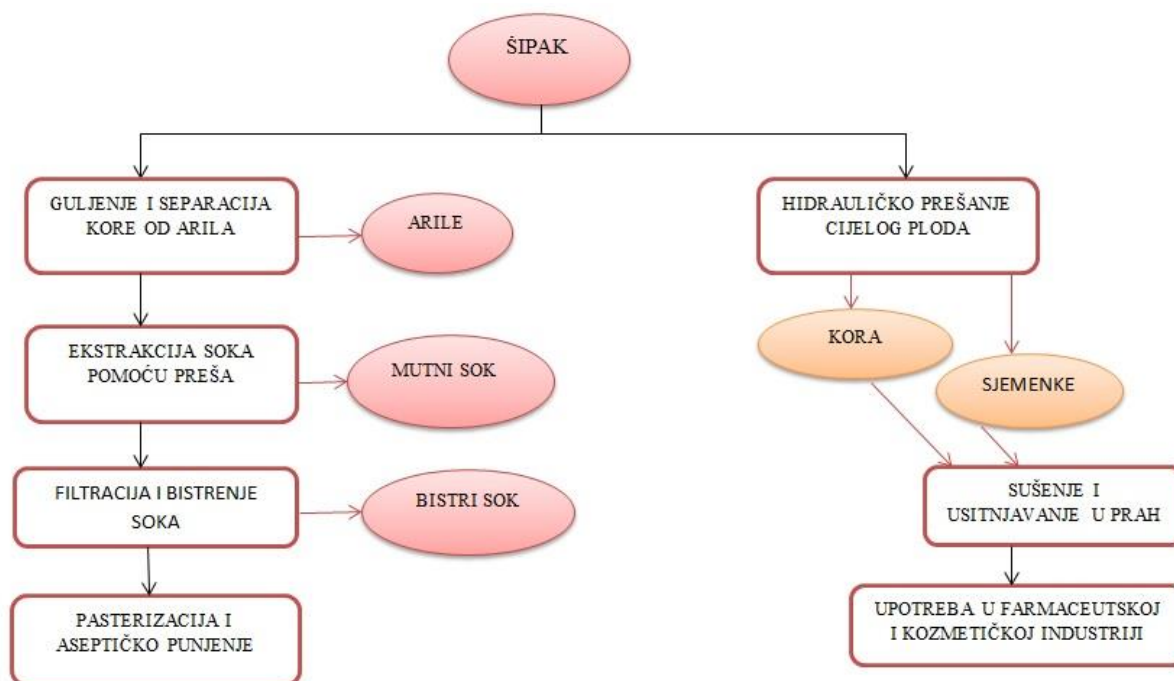 ŠIPAK
GULJENJE I SEPARACIJA
KORE OD ARILA
ARILE
HIDRAULIČKO PREŠANJE
CIJELOG PLODA
EKSTRAKCIJA SOKA
POMOĆU PREŠA
MUTNI SOK
KORA
SJEMENKE
FILTRACIJA I BISTRENJE
SOKA
BISTRI SOK
SUŠENJE I
USITNJAVANJE U PRAH
PASTERIZACIJA I
ASEPTIČKO PUNJENJE
UPOTREBA U FARMACEUTSKOJ
I KOZMETIČKOJ INDUSTRIJI